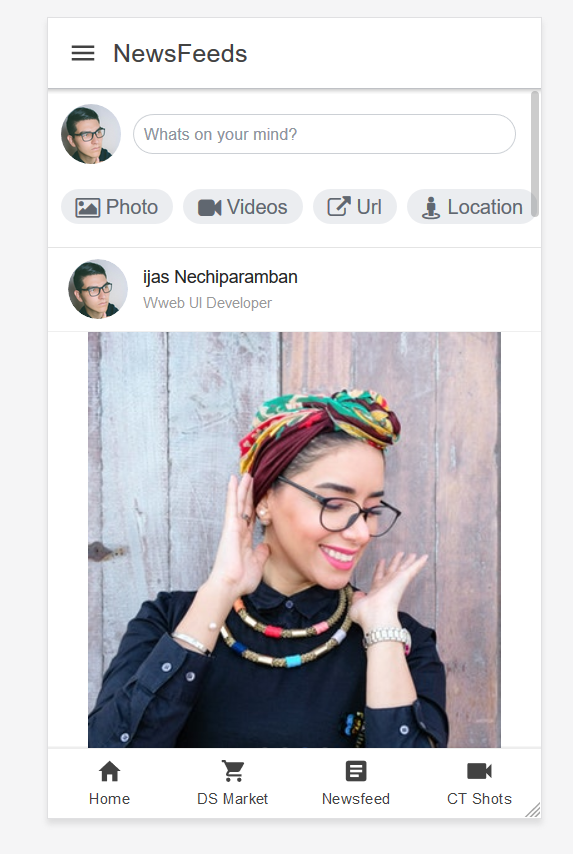 NewsFeeds
Whats on your mind?
Photo Videos Url Location
ijas Nechiparamban
Wweb UI Developer
Home DS Market Newsfeed CT Shots